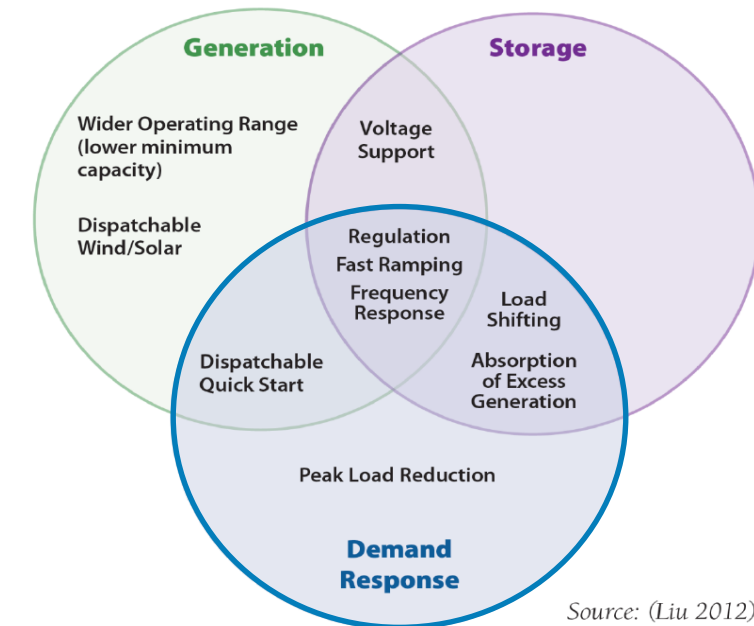 Generation
Storage
Wider Operating Range
(lower minimum
capacity)
Voltage
Support
Dispatchable
Wind/Solar
Regulation
Fast Ramping
Frequency
Response
Load
Shifting
Dispatchable
Quick Start
Absorption
of Excess
Generation
Peak Load Reduction
Demand
Response
Source: (Liu 2012)